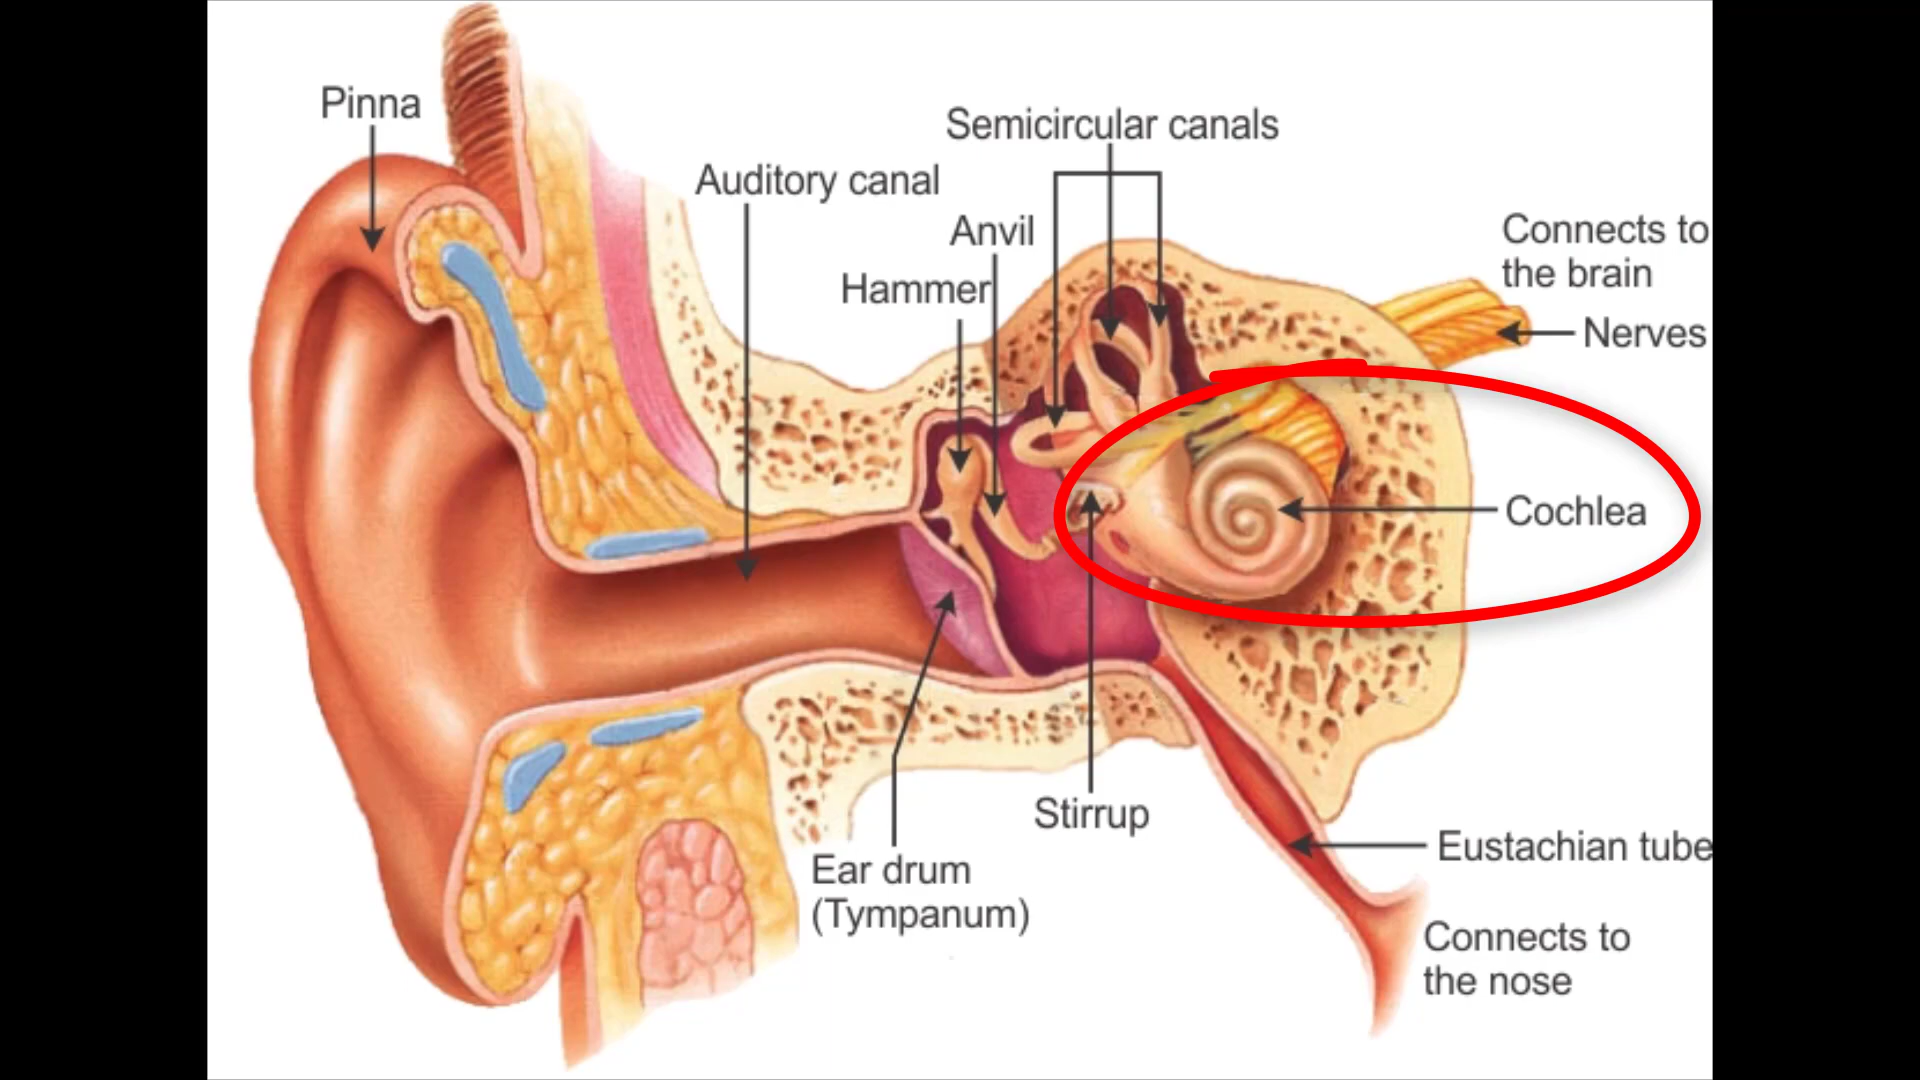 Pinna
Semicircular canals
Auditory canal
Anvil
Connects to
the brain
Hammer
Nerves
Cochlea
Stirrup
Eustachian tube
Ear drum
(Tympanum)
Connects to
the nose